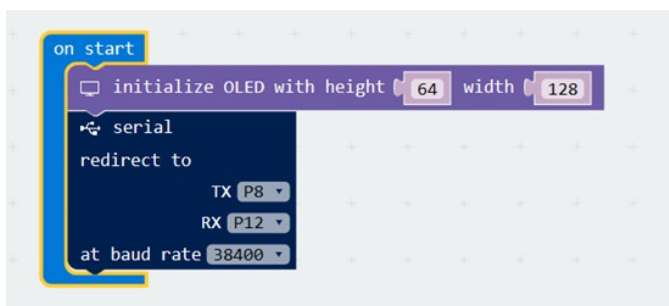 on start
initialize OLED with height 64 width 128
serial
redirect to
TX P8
RX P12
at baud rate 38400